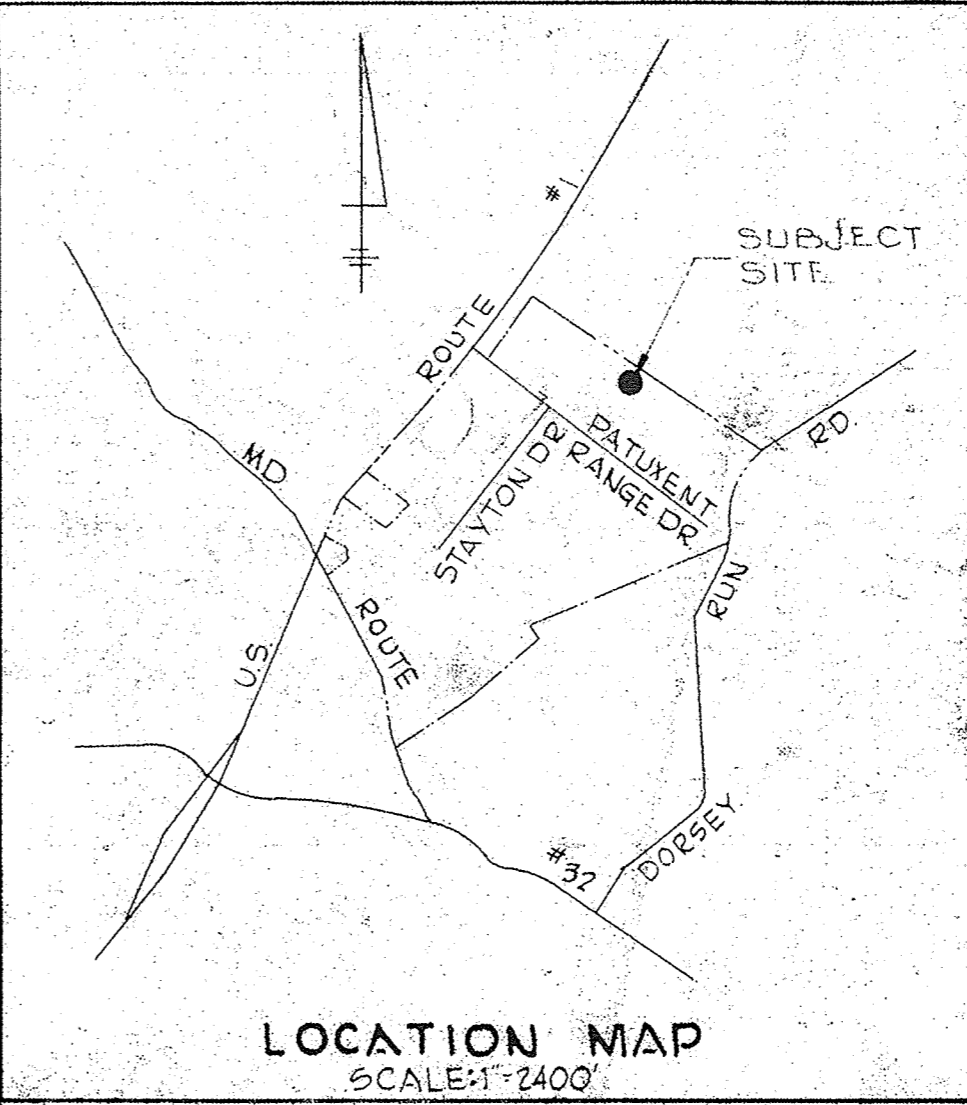 #1
SUBJECT
SITE
ROUTE
RD.
MD
PATUXENT
RANGE DR.
STAYTON DR
ROUTE
RUN
U.S.
DORSEY
#32
LOCATION MAP
SCALE: 1"=2400'